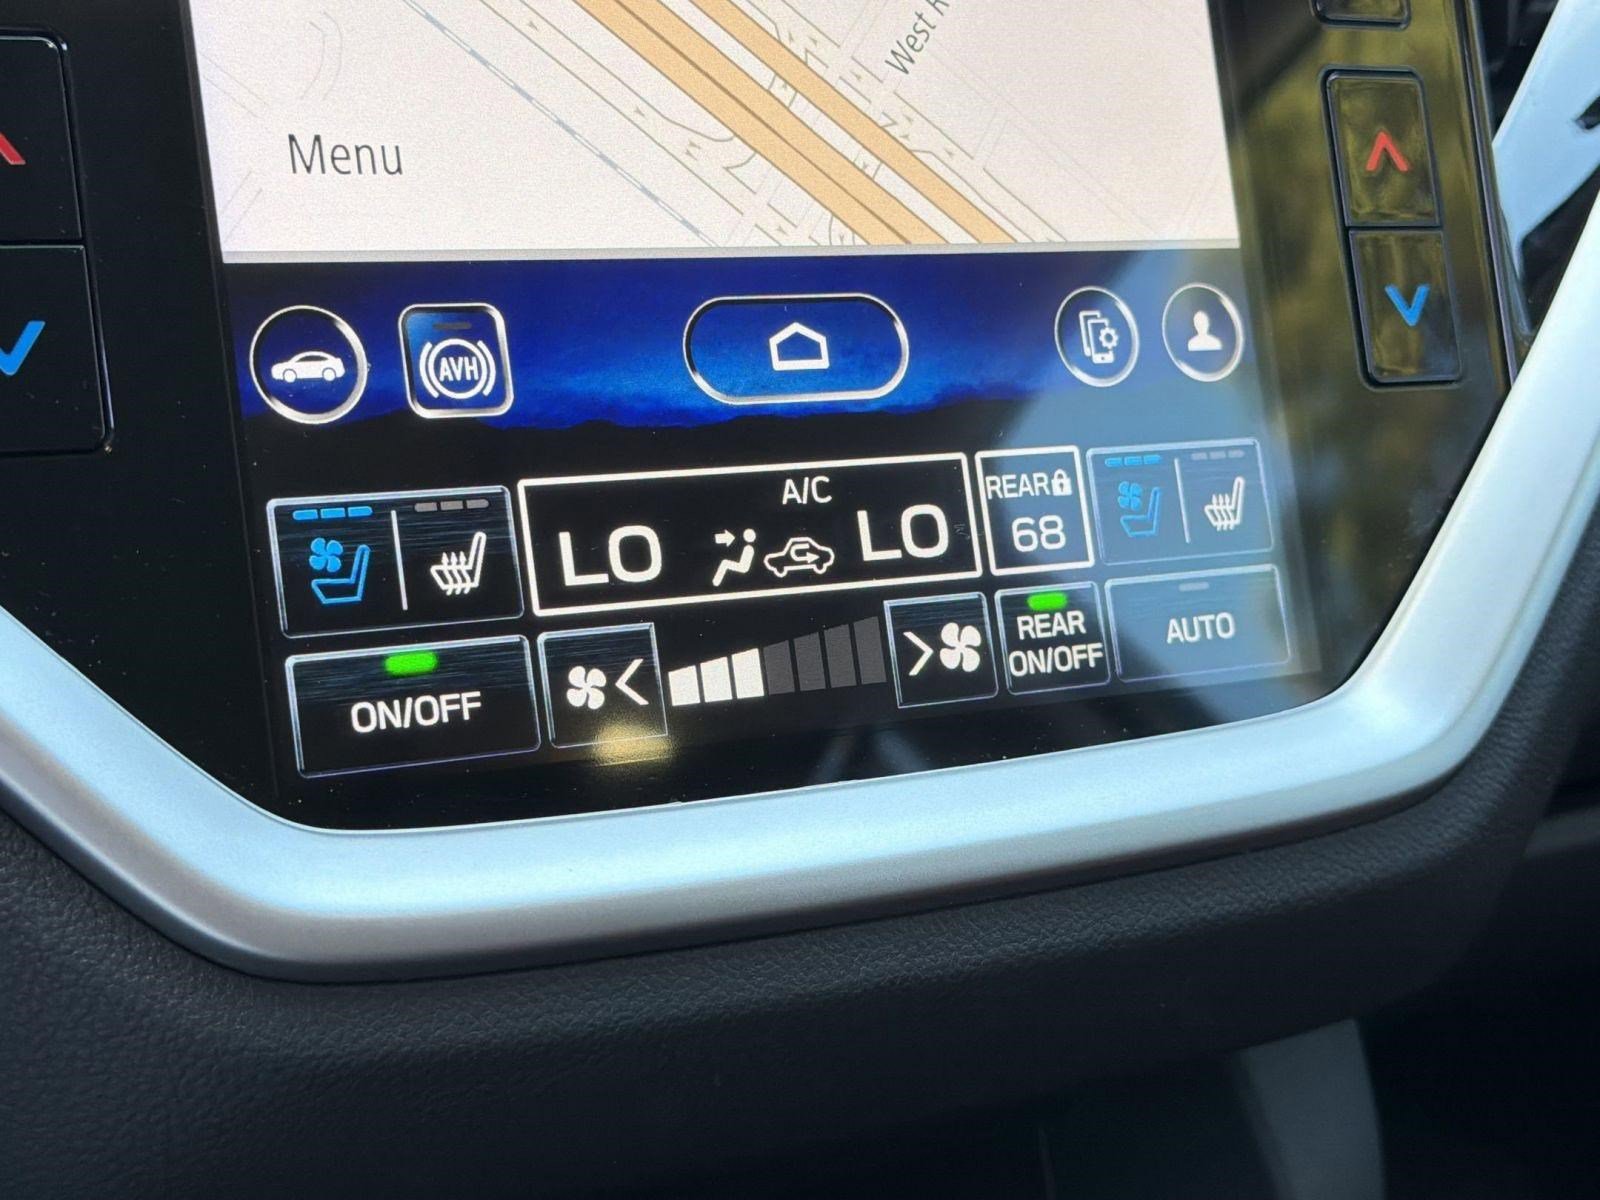 West
Menu
AVH
A/C
LO
LO
REAR
68
ON/OFF
REAR
ON/OFF
AUTO